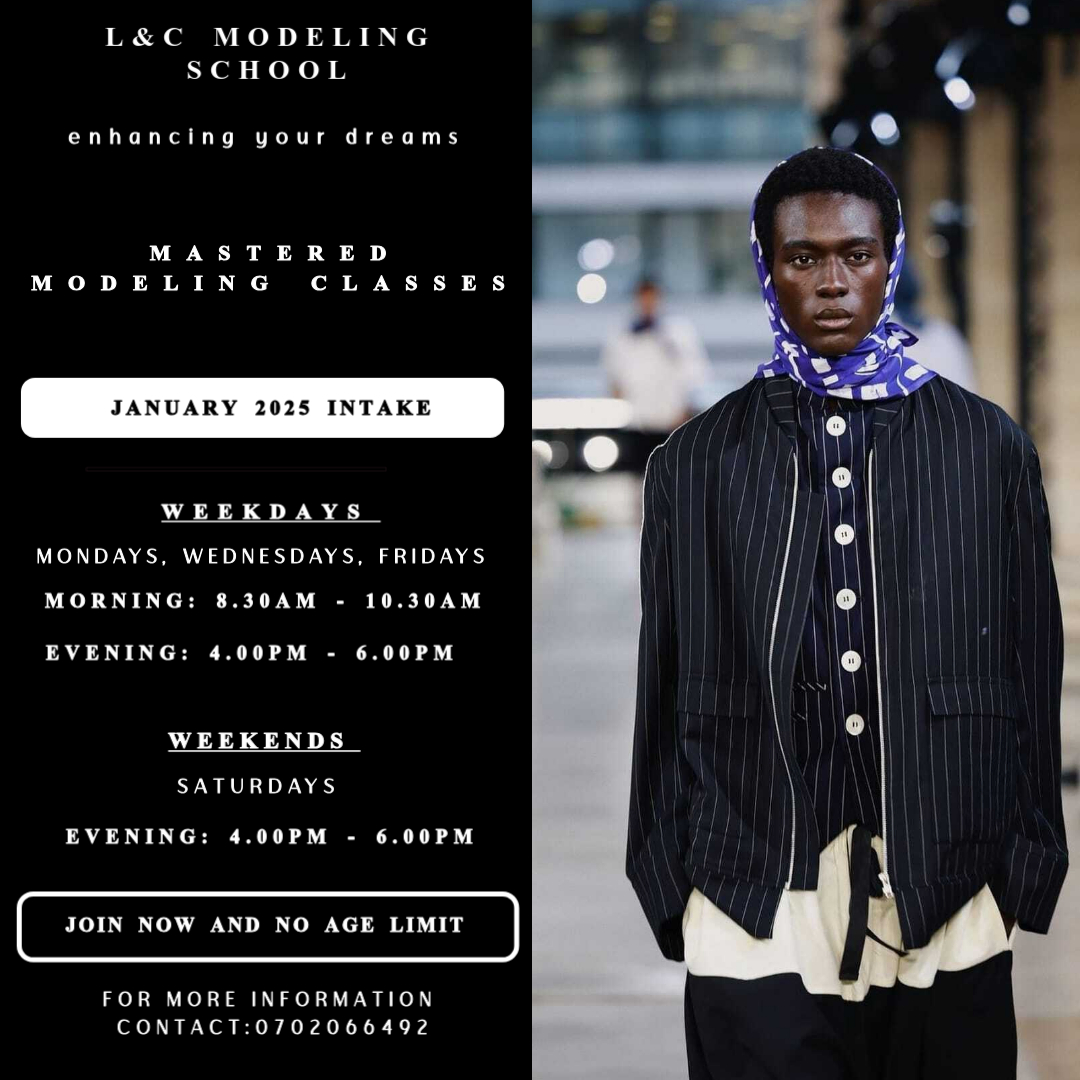 L&C MODELING
SCHOOL
enhancing your dreams
MASTERED
MODELING CLASSES
JANUARY 2025 INTAKE
WEEKDAYS
MONDAYS, WEDNESDAYS, FRIDAYS
MORNING: 8.30AM - 10.30AM
EVENING: 4.00PM - 6.00PM
WEEKENDS
SATURDAYS
EVENING: 4.00PM - 6.00PM
JOIN NOW AND NO AGE LIMIT
FOR MORE INFORMATION
CONTACT:0702066492